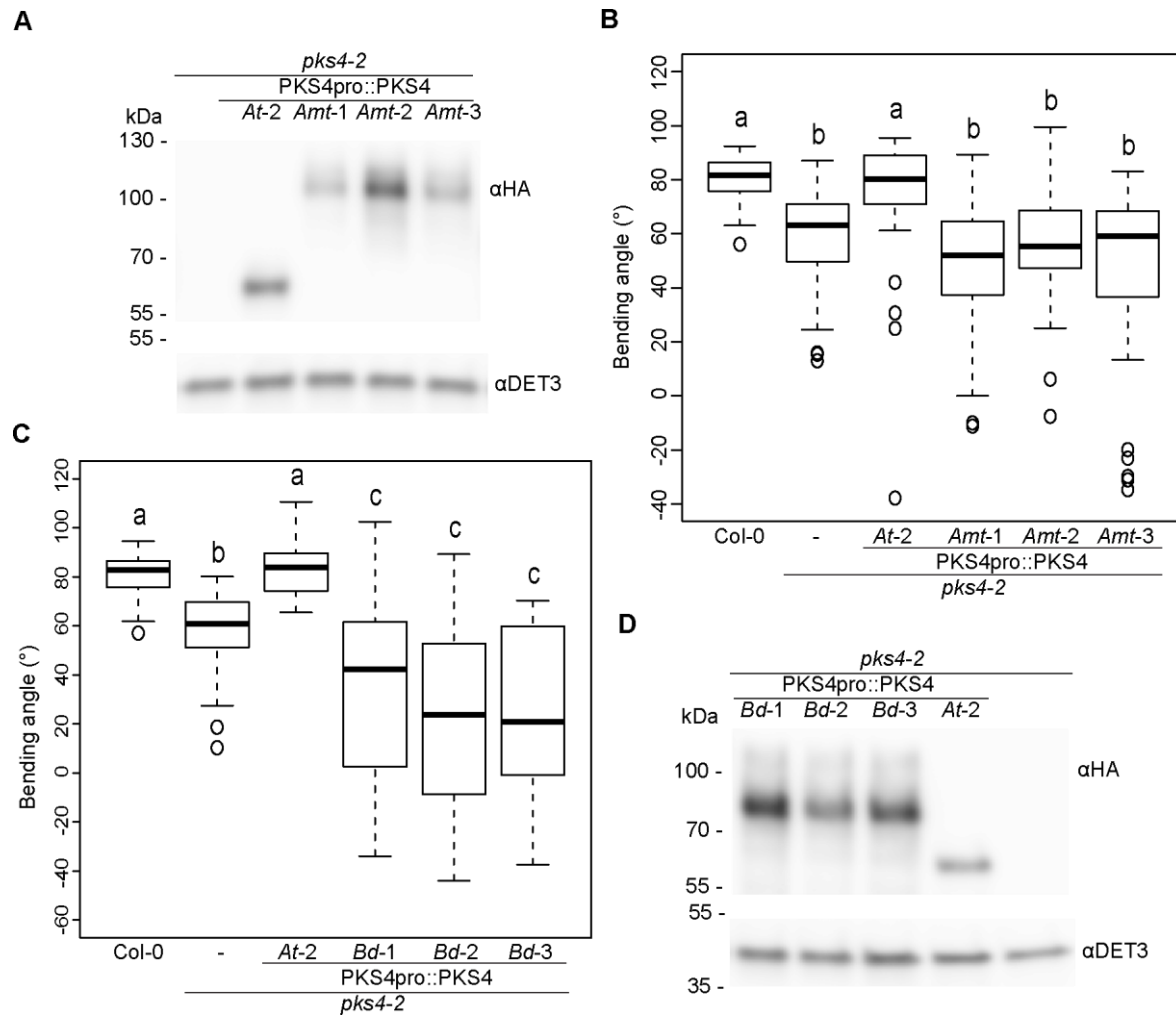 A
pks4-2
PKS4pro::PKS4
kDa At-2 Amt-1 Amt-2 Amt-3
130 -
100 -
αHA
70 -
55 -
55 -
αDET3
B
Bending angle (°)
120
100
80
60
40
20
0
-20
-40
a b a b b b
Col-0 - At-2 Amt-1 Amt-2 Amt-3
PKS4pro::PKS4
pks4-2
C
Bending angle (°)
120
100
80
60
40
20
0
-20
-40
-60
a b a c c c
Col-0 - At-2 Bd-1 Bd-2 Bd-3
PKS4pro::PKS4
pks4-2
D
pks4-2
PKS4pro::PKS4
kDa Bd-1 Bd-2 Bd-3 At-2
100 -
αHA
70 -
55 -
55 -
αDET3
35 -